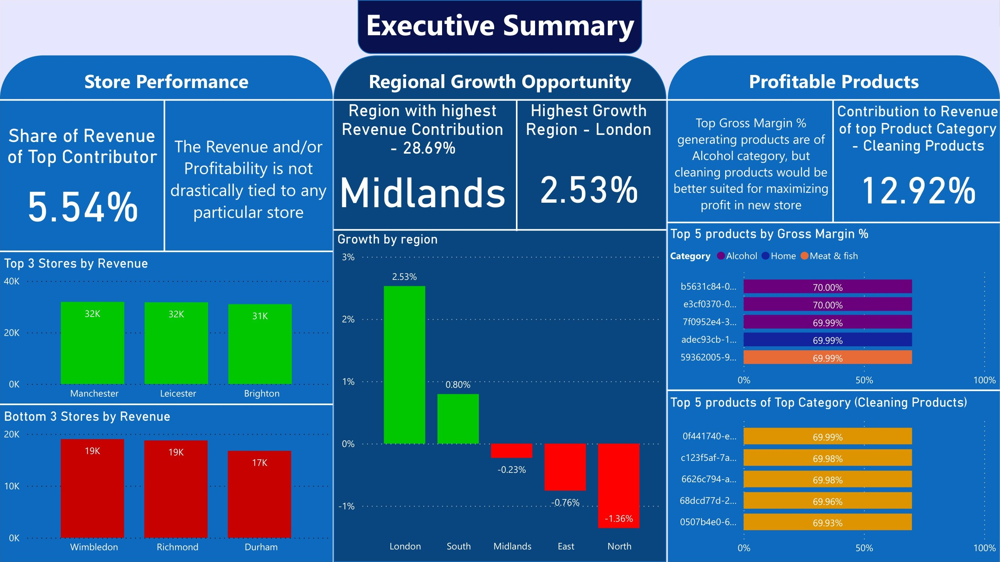 Executive Summary
Store Performance
Share of Revenue
of Top Contributor
5.54%
The Revenue and/or
Profitability is not
drastically tied to any
particular store
Top 3 Stores by Revenue
40K
20K
0K
32K
32K
31K
Manchester
Leicester
Brighton
Bottom 3 Stores by Revenue
20K
10K
0K
19K
19K
17K
Wimbledon
Richmond
Durham
Regional Growth Opportunity
Region with highest
Revenue Contribution
- 28.69%
Midlands
Highest Growth
Region - London
2.53%
Growth by region
3%
2%
1%
0%
-1%
2.53%
0.80%
-0.23%
-0.76%
-1.36%
London
South
Midlands
East
North
Profitable Products
Top Gross Margin %
generating products are of
Alcohol category, but
cleaning products would be
better suited for maximizing
profit in new store
Contribution to Revenue
of top Product Category
- Cleaning Products
12.92%
Top 5 products by Gross Margin %
Category Alcohol Home Meat & fish
b5631c84-0... 70.00%
e3cf0370-0... 70.00%
7f0952e4-3... 69.99%
adec93cb-1... 69.99%
59362005-9... 69.99%
0% 50% 100%
Top 5 products of Top Category (Cleaning Products)
0f441740-e... 69.99%
c123f5af-7a... 69.98%
6626c794-a... 69.98%
68dcd77d-2... 69.96%
0507b4e0-6... 69.93%
0% 50% 100%